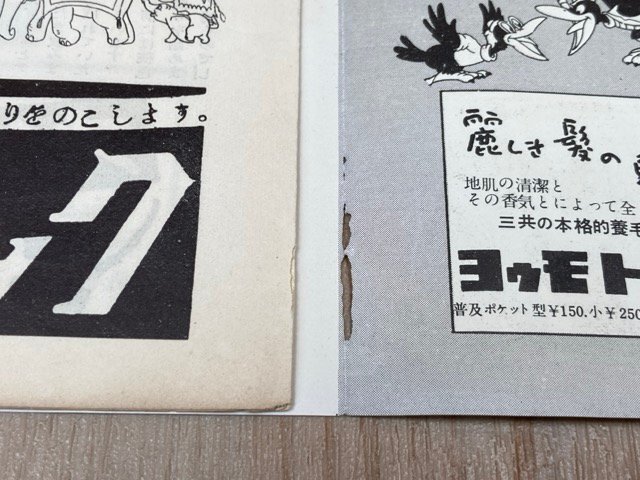 りをのこします。
ック
麗しき髪の
地肌の清潔と
その香気とによって全
三共の本格的養毛
ヨゥモト
普及ポケット型¥150.小¥250